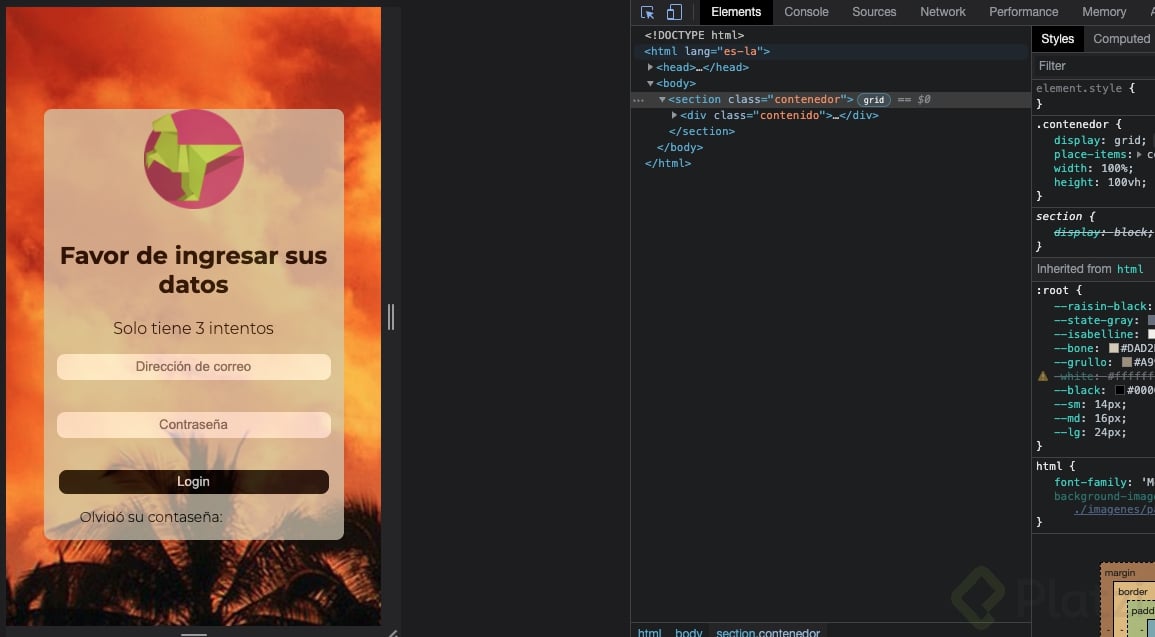 Favor de ingresar sus
datos
Solo tiene 3 intentos
Dirección de correo
Contraseña
Login
Olvidó su contaseña:
Elements Console Sources Network Performance Memory
<!DOCTYPE html>
<html lang="es-la">
<head>…</head>
<body>
… <section class="contenedor"> grid == $0
<div class="contenido">…</div>
</section>
</body>
</html>
html body section.contenedor
Styles Computed
Filter
element.style {
}
.contenedor {
display: grid;
place-items:
width: 100%;
height: 100vh;
}
section {
display: block;
}
Inherited from html
:root {
--raisin-black:
--state-gray:
--isabelline:
--bone: #DAD2
--grullo: #A9
--white: #ffffff
--black: #000
--sm: 14px;
--md: 16px;
--lg: 24px;
}
html {
font-family: 'M
background-imag
./imagenes/pa
}
margin
border
padd